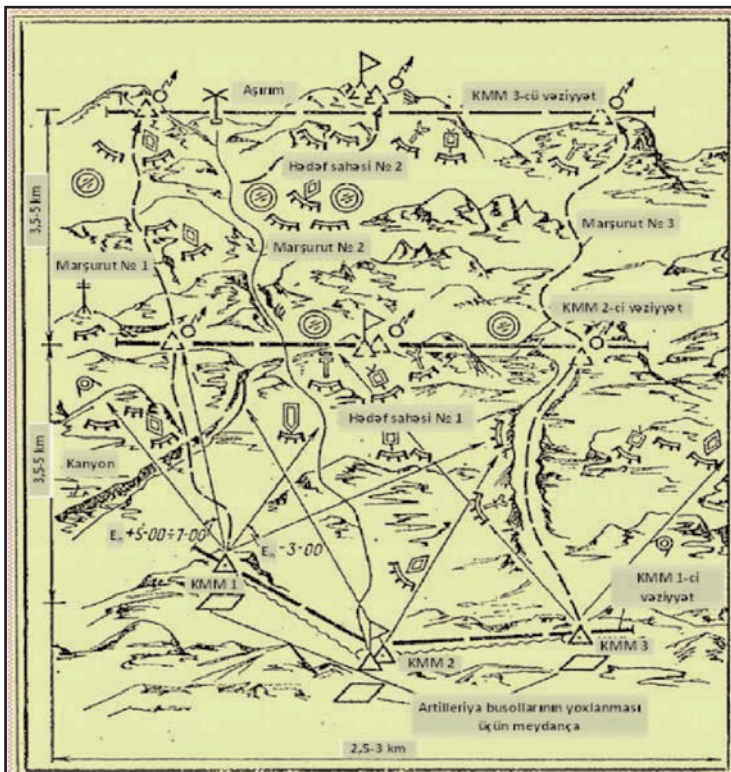 Aşırım
KMM 3-cü vəziyyət
Hədəf sahəsi № 2
3,5-5 km
Marşurut № 1
Marşurut № 2
Marşurut № 3
KMM 2-ci vəziyyət
Hədəf sahəsi № 1
3,5-5 km
Kanyon
+5-00÷7-00
-3-00
KMM 1
KMM 1-ci
vəziyyət
KMM 2
KMM 3
Artilleriya busollarının yoxlanması
üçün meydança
2,5-3 km